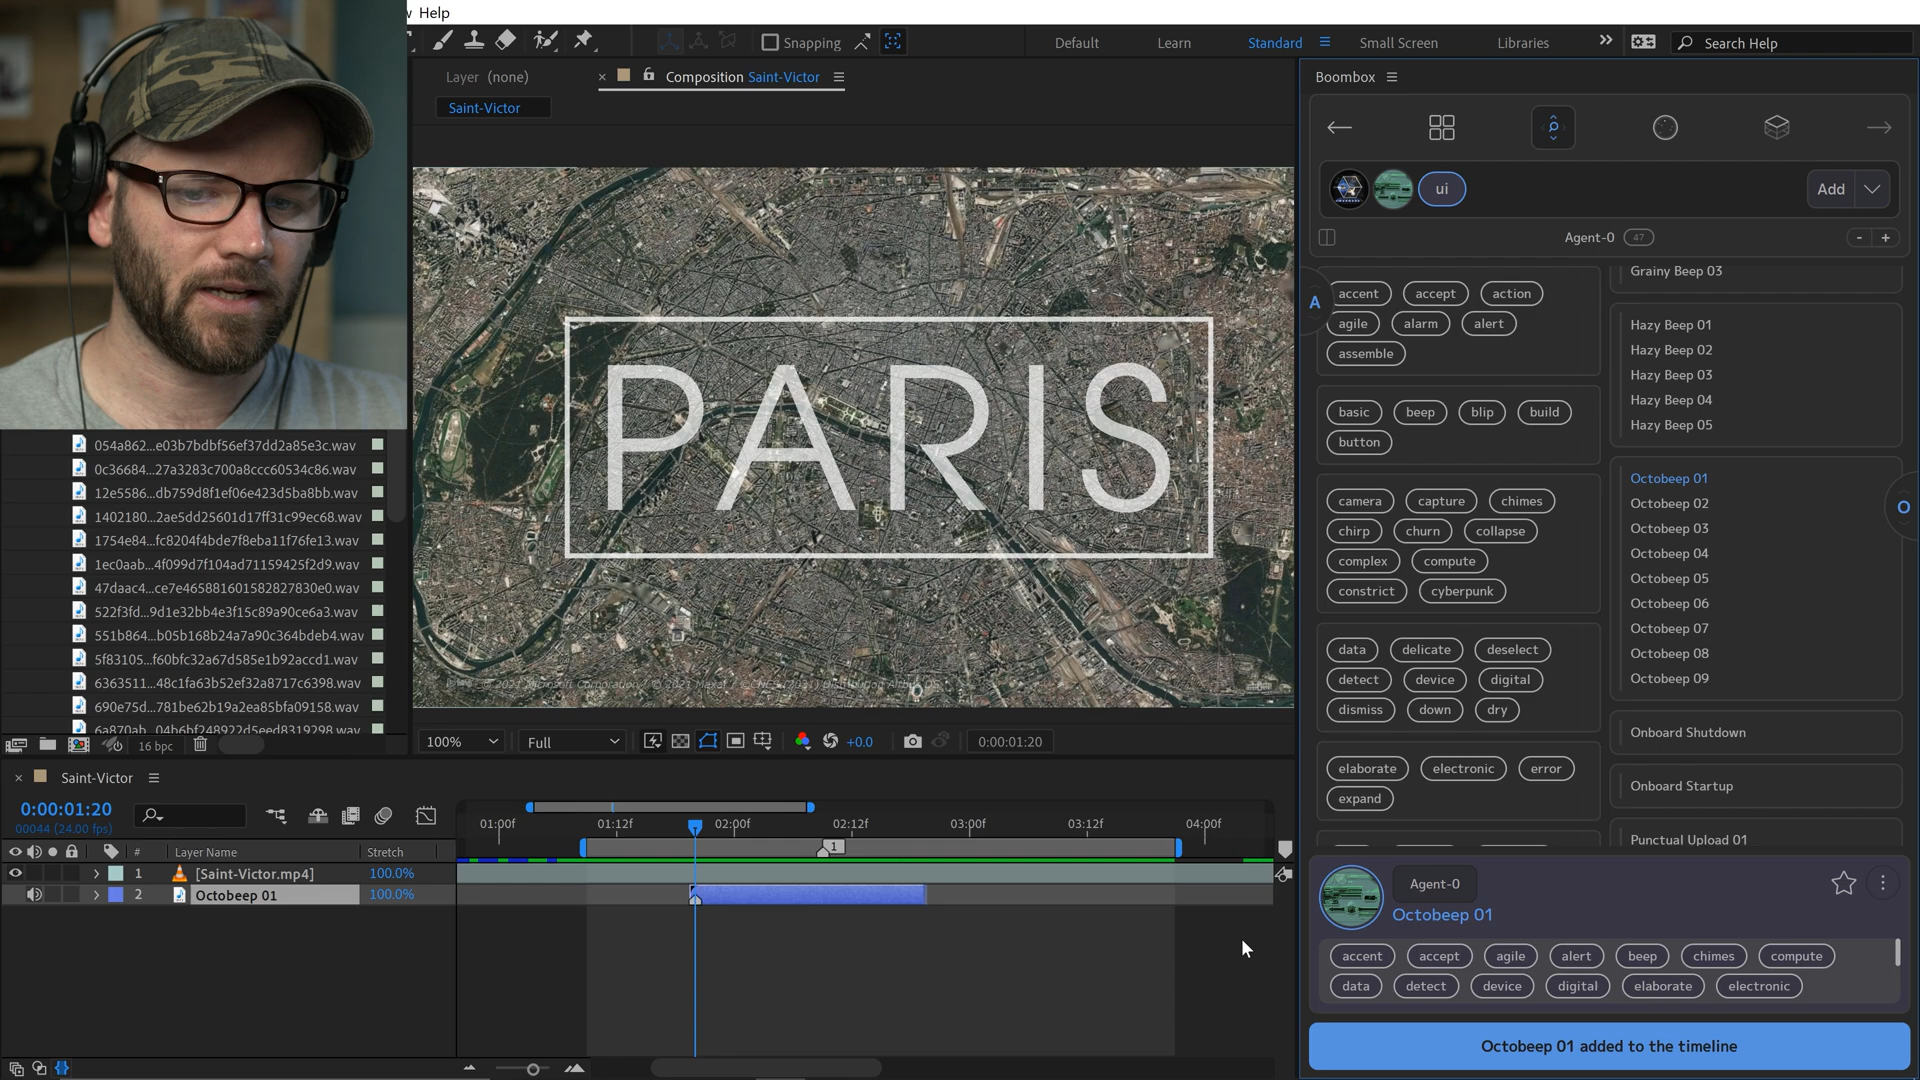 w Help
Snapping
Default
Learn
Standard
Small Screen
Libraries
Search Help
Layer (none)
Composition Saint-Victor
Saint-Victor
PARIS
054a862...e03b7bdbf56ef37dd2a85e3c.wav
0c36684...27a3283c700a8ccc60534c86.wav
12e5586...db759d8f1ef06e423d5ba8bb.wav
1402180...2ae5dd25601d17ff31c99ec68.wav
1754e84...fc8204f4bde7f8eba11f76fe13.wav
1ec0aab...4f099d7f104ad71159425f2d9.wav
47daac4...ce7e465881601582827830e0.wav
522f3fd...9d1e32bb4e3f15c89a90ce6a3.wav
551b864...b05b168b24a7a90c364bdeb4.wav
5f83105...f60bfc32a67d585e1b92accd1.wav
6363511...48c1fa63b52ef32a8717c6398.wav
690e75d...781be62b19a2ea85bfa09158.wav
6a870ab...04b6bf248922d5eed8319298.wav
16 bpc
100%
Full
+0.0
0:00:01:20
Boombox
ui
Add
Agent-0 47
- +
A
accent accept action
agile alarm alert
assemble
basic beep blip build
button
camera capture chimes
chirp churn collapse
complex compute
constrict cyberpunk
data delicate deselect
detect device digital
dismiss down dry
elaborate electronic error
expand
Grainy Beep 03
Hazy Beep 01
Hazy Beep 02
Hazy Beep 03
Hazy Beep 04
Hazy Beep 05
Octobeep 01
Octobeep 02
Octobeep 03
Octobeep 04
Octobeep 05
Octobeep 06
Octobeep 07
Octobeep 08
Octobeep 09
O
Onboard Shutdown
Onboard Startup
Punctual Upload 01
Agent-0
Octobeep 01
accent accept agile alert beep chimes compute
data detect device digital elaborate electronic
Octobeep 01 added to the timeline
Saint-Victor
0:00:01:20
00044 (24.00 fps)
# Layer Name Stretch
1 [Saint-Victor.mp4] 100.0%
2 Octobeep 01 100.0%
01:00f 01:12f 02:00f 02:12f 03:00f 03:12f 04:00f
1